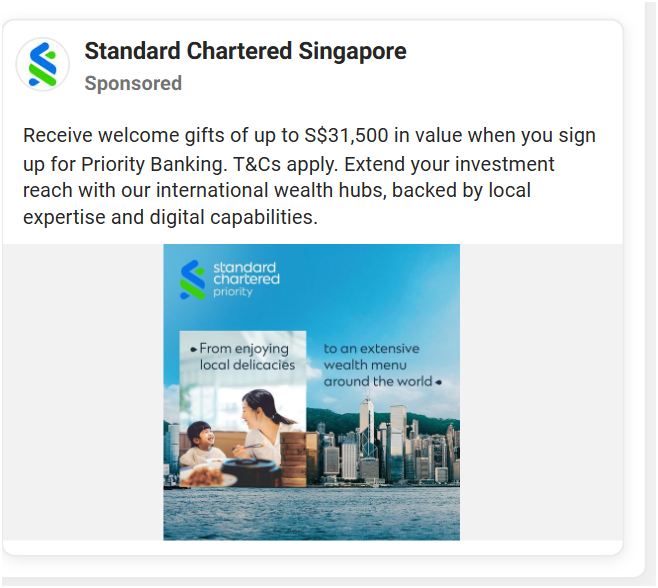 Standard Chartered Singapore
Sponsored
Receive welcome gifts of up to S$31,500 in value when you sign
up for Priority Banking. T&Cs apply. Extend your investment
reach with our international wealth hubs, backed by local
expertise and digital capabilities.
standard
chartered
priority
From enjoying
local delicacies
to an extensive
wealth menu
around the world